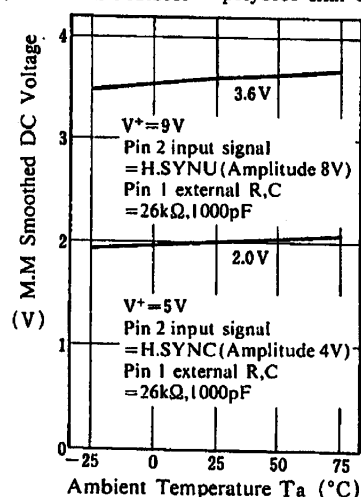 4
3
2
1
0
M.M Smoothed DC Voltage
(V)
3.6 V
V+=9V
Pin 2 input signal
=H.SYNU(Amplitude 8V)
Pin 1 external R,C
=26kΩ,1000pF
2.0 V
V+=5V
Pin 2 input signal
=H.SYNC(Amplitude 4V)
Pin 1 external R,C
=26kΩ,1000pF
-25 0 25 50 75
Ambient Temperature Ta (°C)